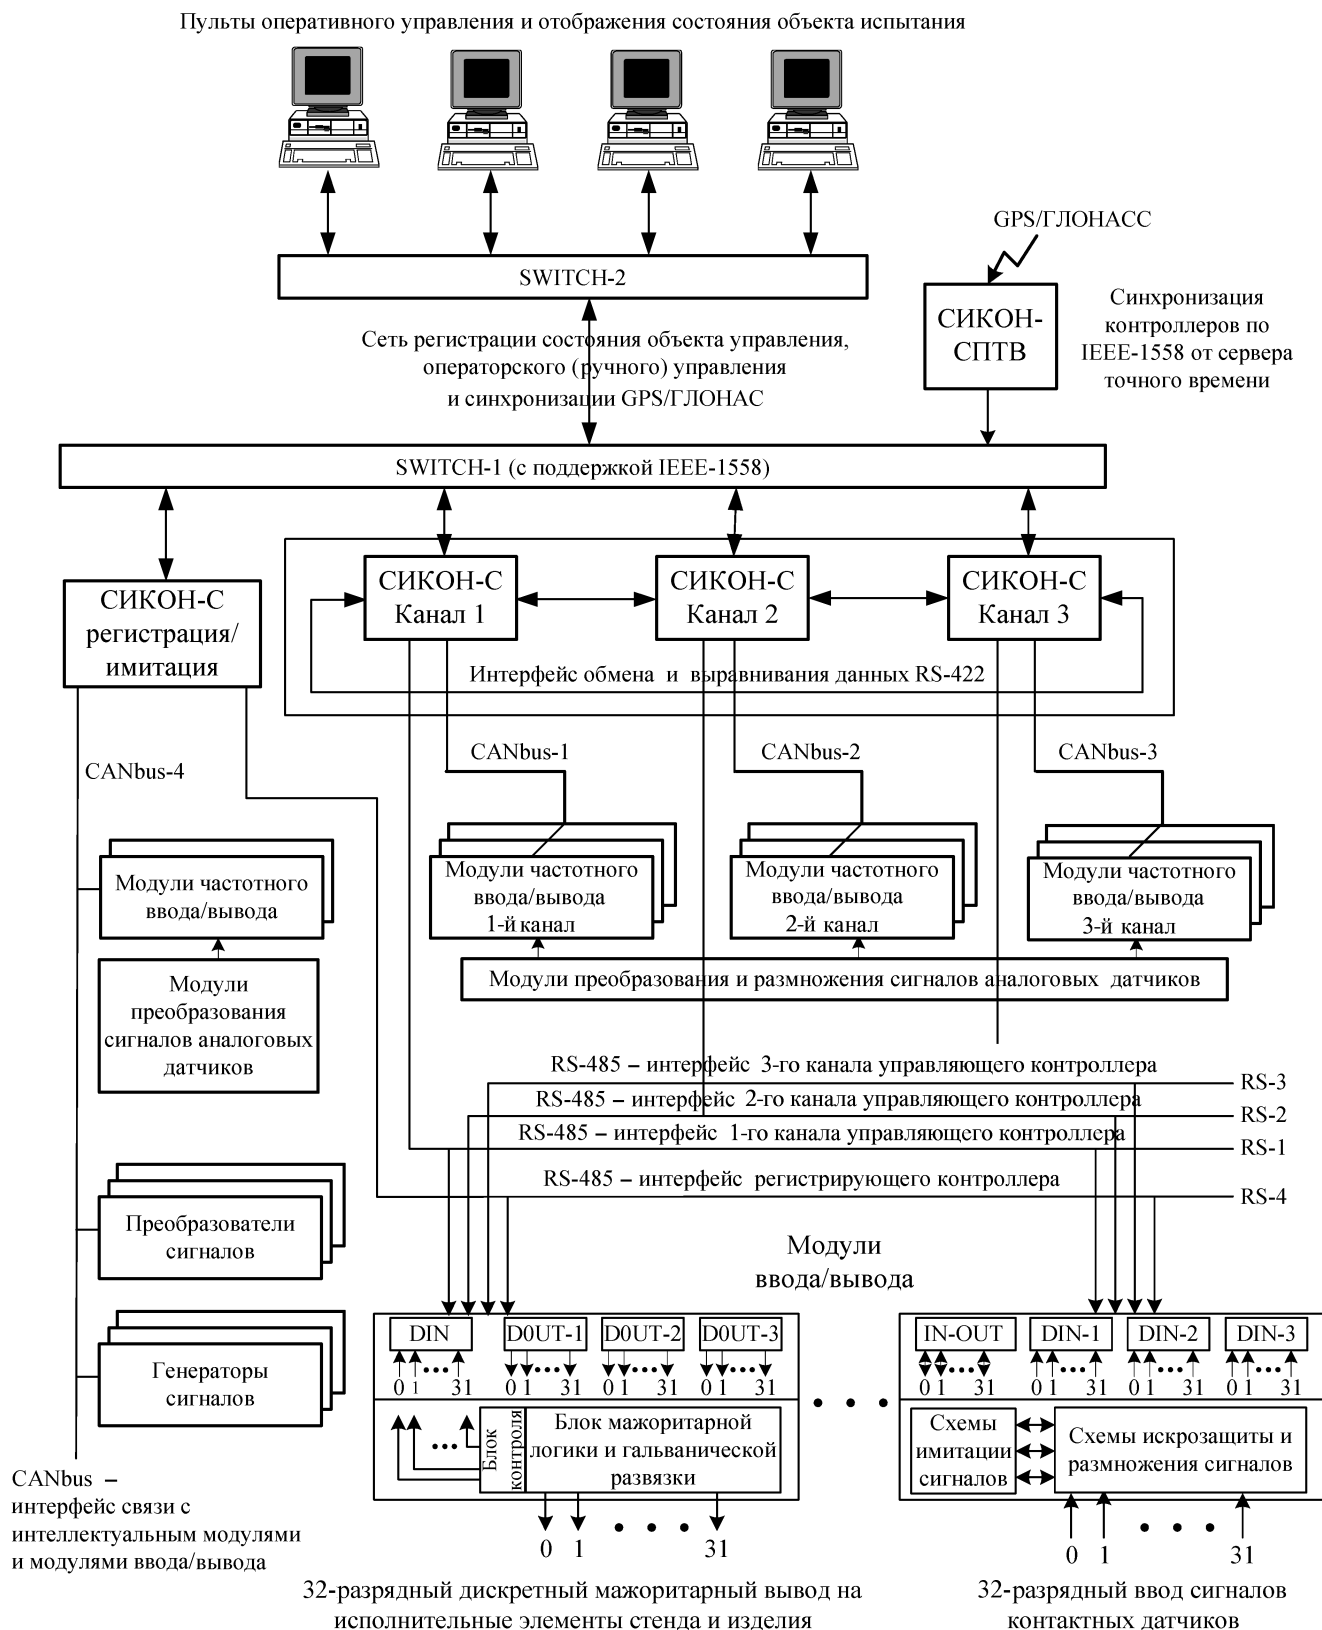 Пульты оперативного управления и отображения состояния объекта испытания
SWITCH-2
GPS/ГЛОНАСС
СИКОН-
СПТВ
Синхронизация
контроллеров по
IEEE-1558 от сервера
точного времени
Сеть регистрации состояния объекта управления,
операторского (ручного) управления
и синхронизации GPS/ГЛОНАС
SWITCH-1 (с поддержкой IEEE-1558)
СИКОН-С
регистрация/
имитация
СИКОН-С
Канал 1
СИКОН-С
Канал 2
СИКОН-С
Канал 3
Интерфейс обмена и выравнивания данных RS-422
CANbus-4
CANbus-1
CANbus-2
CANbus-3
Модули частотного
ввода/вывода
Модули частотного
ввода/вывода
1-й канал
Модули частотного
ввода/вывода
2-й канал
Модули частотного
ввода/вывода
3-й канал
Модули
преобразования
сигналов аналоговых
датчиков
Модули преобразования и размножения сигналов аналоговых датчиков
RS-485 – интерфейс 3-го канала управляющего контроллера
RS-3
RS-485 – интерфейс 2-го канала управляющего контроллера
RS-2
RS-485 – интерфейс 1-го канала управляющего контроллера
RS-1
RS-485 – интерфейс регистрирующего контроллера
RS-4
Преобразователи
сигналов
Генераторы
сигналов
Модули
ввода/вывода
DIN
D0UT-1
D0UT-2
D0UT-3
IN-OUT
DIN-1
DIN-2
DIN-3
0 1 31
0 1 31
0 1 31
0 1 31
0 1 31
0 1 31
0 1 31
0 1 31
Блок
контроля
Блок мажоритарной
логики и гальванической
развязки
Схемы
имитации
сигналов
Схемы искрозащиты и
размножения сигналов
0 1 31
0 1 31
CANbus –
интерфейс связи с
интеллектуальным модулями
и модулями ввода/вывода
32-разрядный дискретный мажоритарный вывод на
исполнительные элементы стенда и изделия
32-разрядный ввод сигналов
контактных датчиков